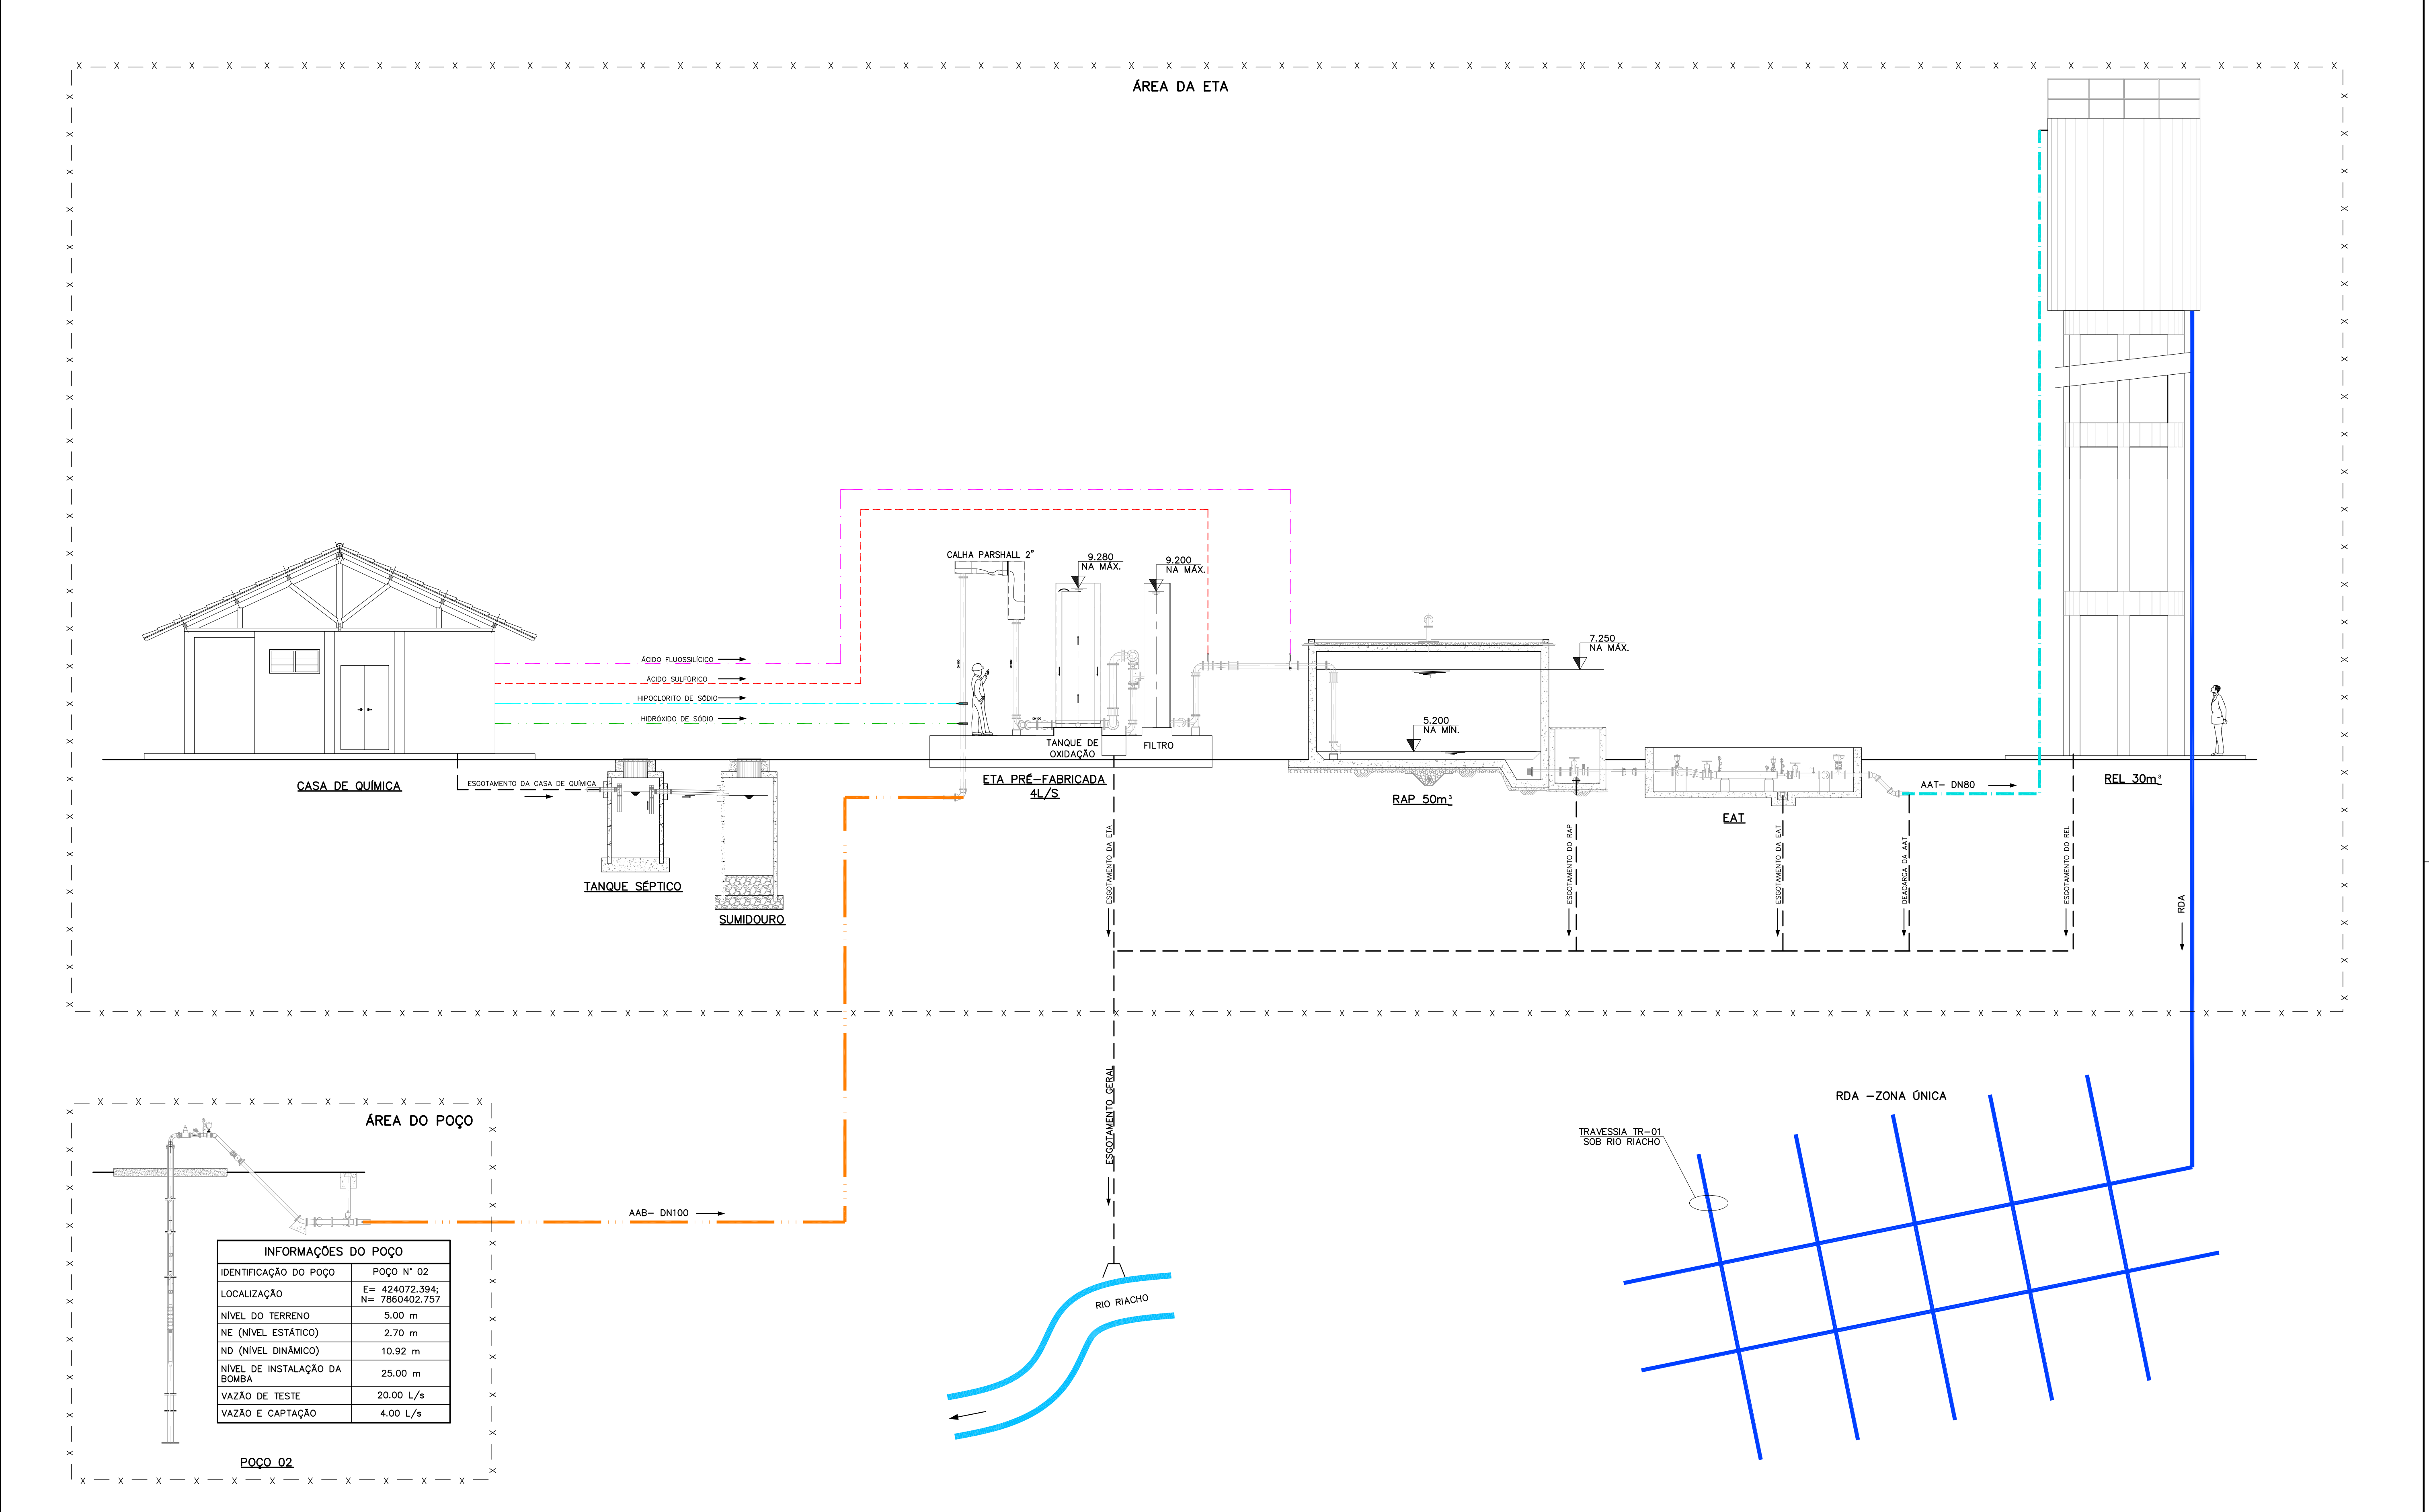 ÁREA DA ETA
CALHA PARSHALL 2"
9.280
NA MÁX.
9.200
NA MÁX.
7.250
NA MÁX.
5.200
NA MÍN.
ÁCIDO FLUOSSILÍCICO
ÁCIDO SULFÚRICO
HIPOCLORITO DE SÓDIO
HIDRÓXIDO DE SÓDIO
TANQUE DE
OXIDAÇÃO
FILTRO
CASA DE QUÍMICA
ESGOTAMENTO DA CASA DE QUÍMICA
ETA PRÉ-FABRICADA
4L/S
RAP 50m³
EAT
AAT- DN80
REL 30m³
TANQUE SÉPTICO
SUMIDOURO
ESGOTAMENTO DA ETA
ESGOTAMENTO DO RAP
ESGOTAMENTO DA EAT
DEACARGA DA AAT
ESGOTAMENTO DO REL
RDA
ESGOTAMENTO GERAL
ÁREA DO POÇO
AAB- DN100
INFORMAÇÕES DO POÇO
IDENTIFICAÇÃO DO POÇO POÇO N° 02
LOCALIZAÇÃO E= 424072.394;
N= 7860402.757
NÍVEL DO TERRENO 5.00 m
NE (NÍVEL ESTÁTICO) 2.70 m
ND (NÍVEL DINÂMICO) 10.92 m
NÍVEL DE INSTALAÇÃO DA
BOMBA 25.00 m
VAZÃO DE TESTE 20.00 L/s
VAZÃO E CAPTAÇÃO 4.00 L/s
POÇO 02
RIO RIACHO
RDA -ZONA ÚNICA
TRAVESSIA TR-01
SOB RIO RIACHO